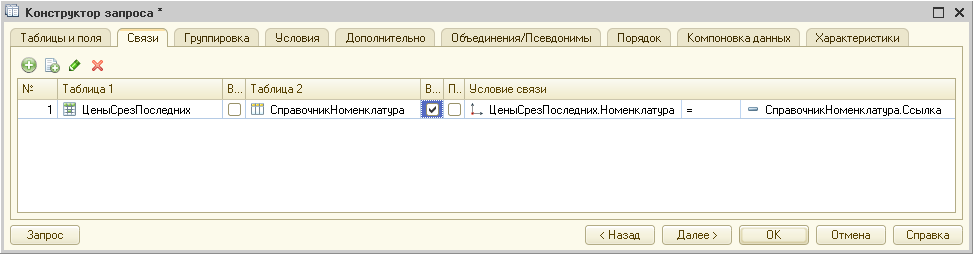 Конструктор запроса *
Таблицы и поля Связи Группировка Условия Дополнительно Объединения/Псевдонимы Порядок Компоновка данных Характеристики
№ Таблица 1 В... Таблица 2 В... П... Условие связи
1 ЦеныСрезПоследних СправочникНоменклатура ЦеныСрезПоследних.Номенклатура = СправочникНоменклатура.Ссылка
Запрос < Назад Далее > OK Отмена Справка